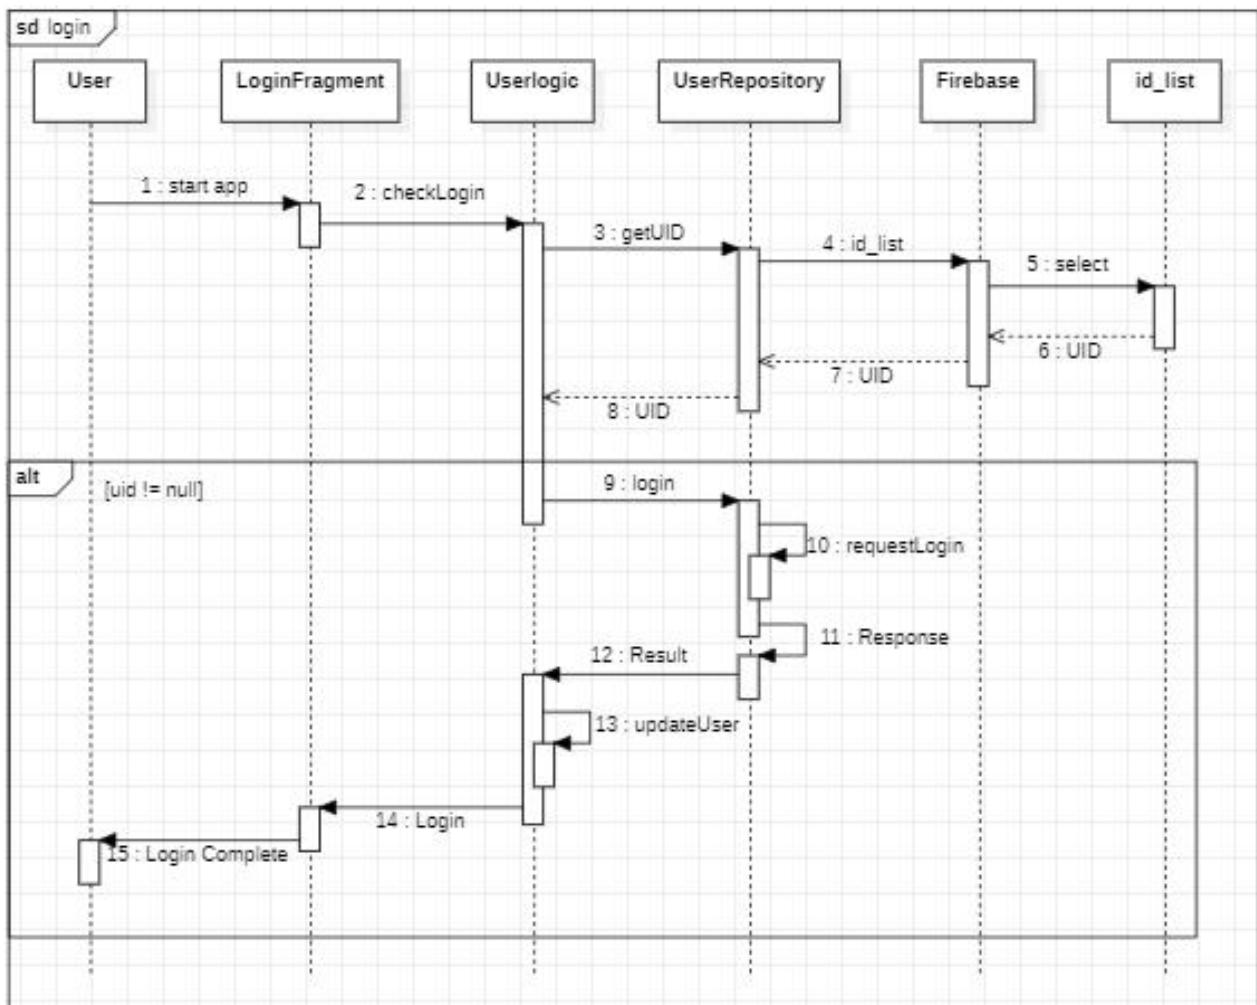 sd login
User
LoginFragment
Userlogic
UserRepository
Firebase
id_list
1 : start app
2 : checkLogin
3 : getUID
4 : id_list
5 : select
6 : UID
7 : UID
8 : UID
alt
[uid != null]
9 : login
10 : requestLogin
11 : Response
12 : Result
13 : updateUser
14 : Login
15 : Login Complete